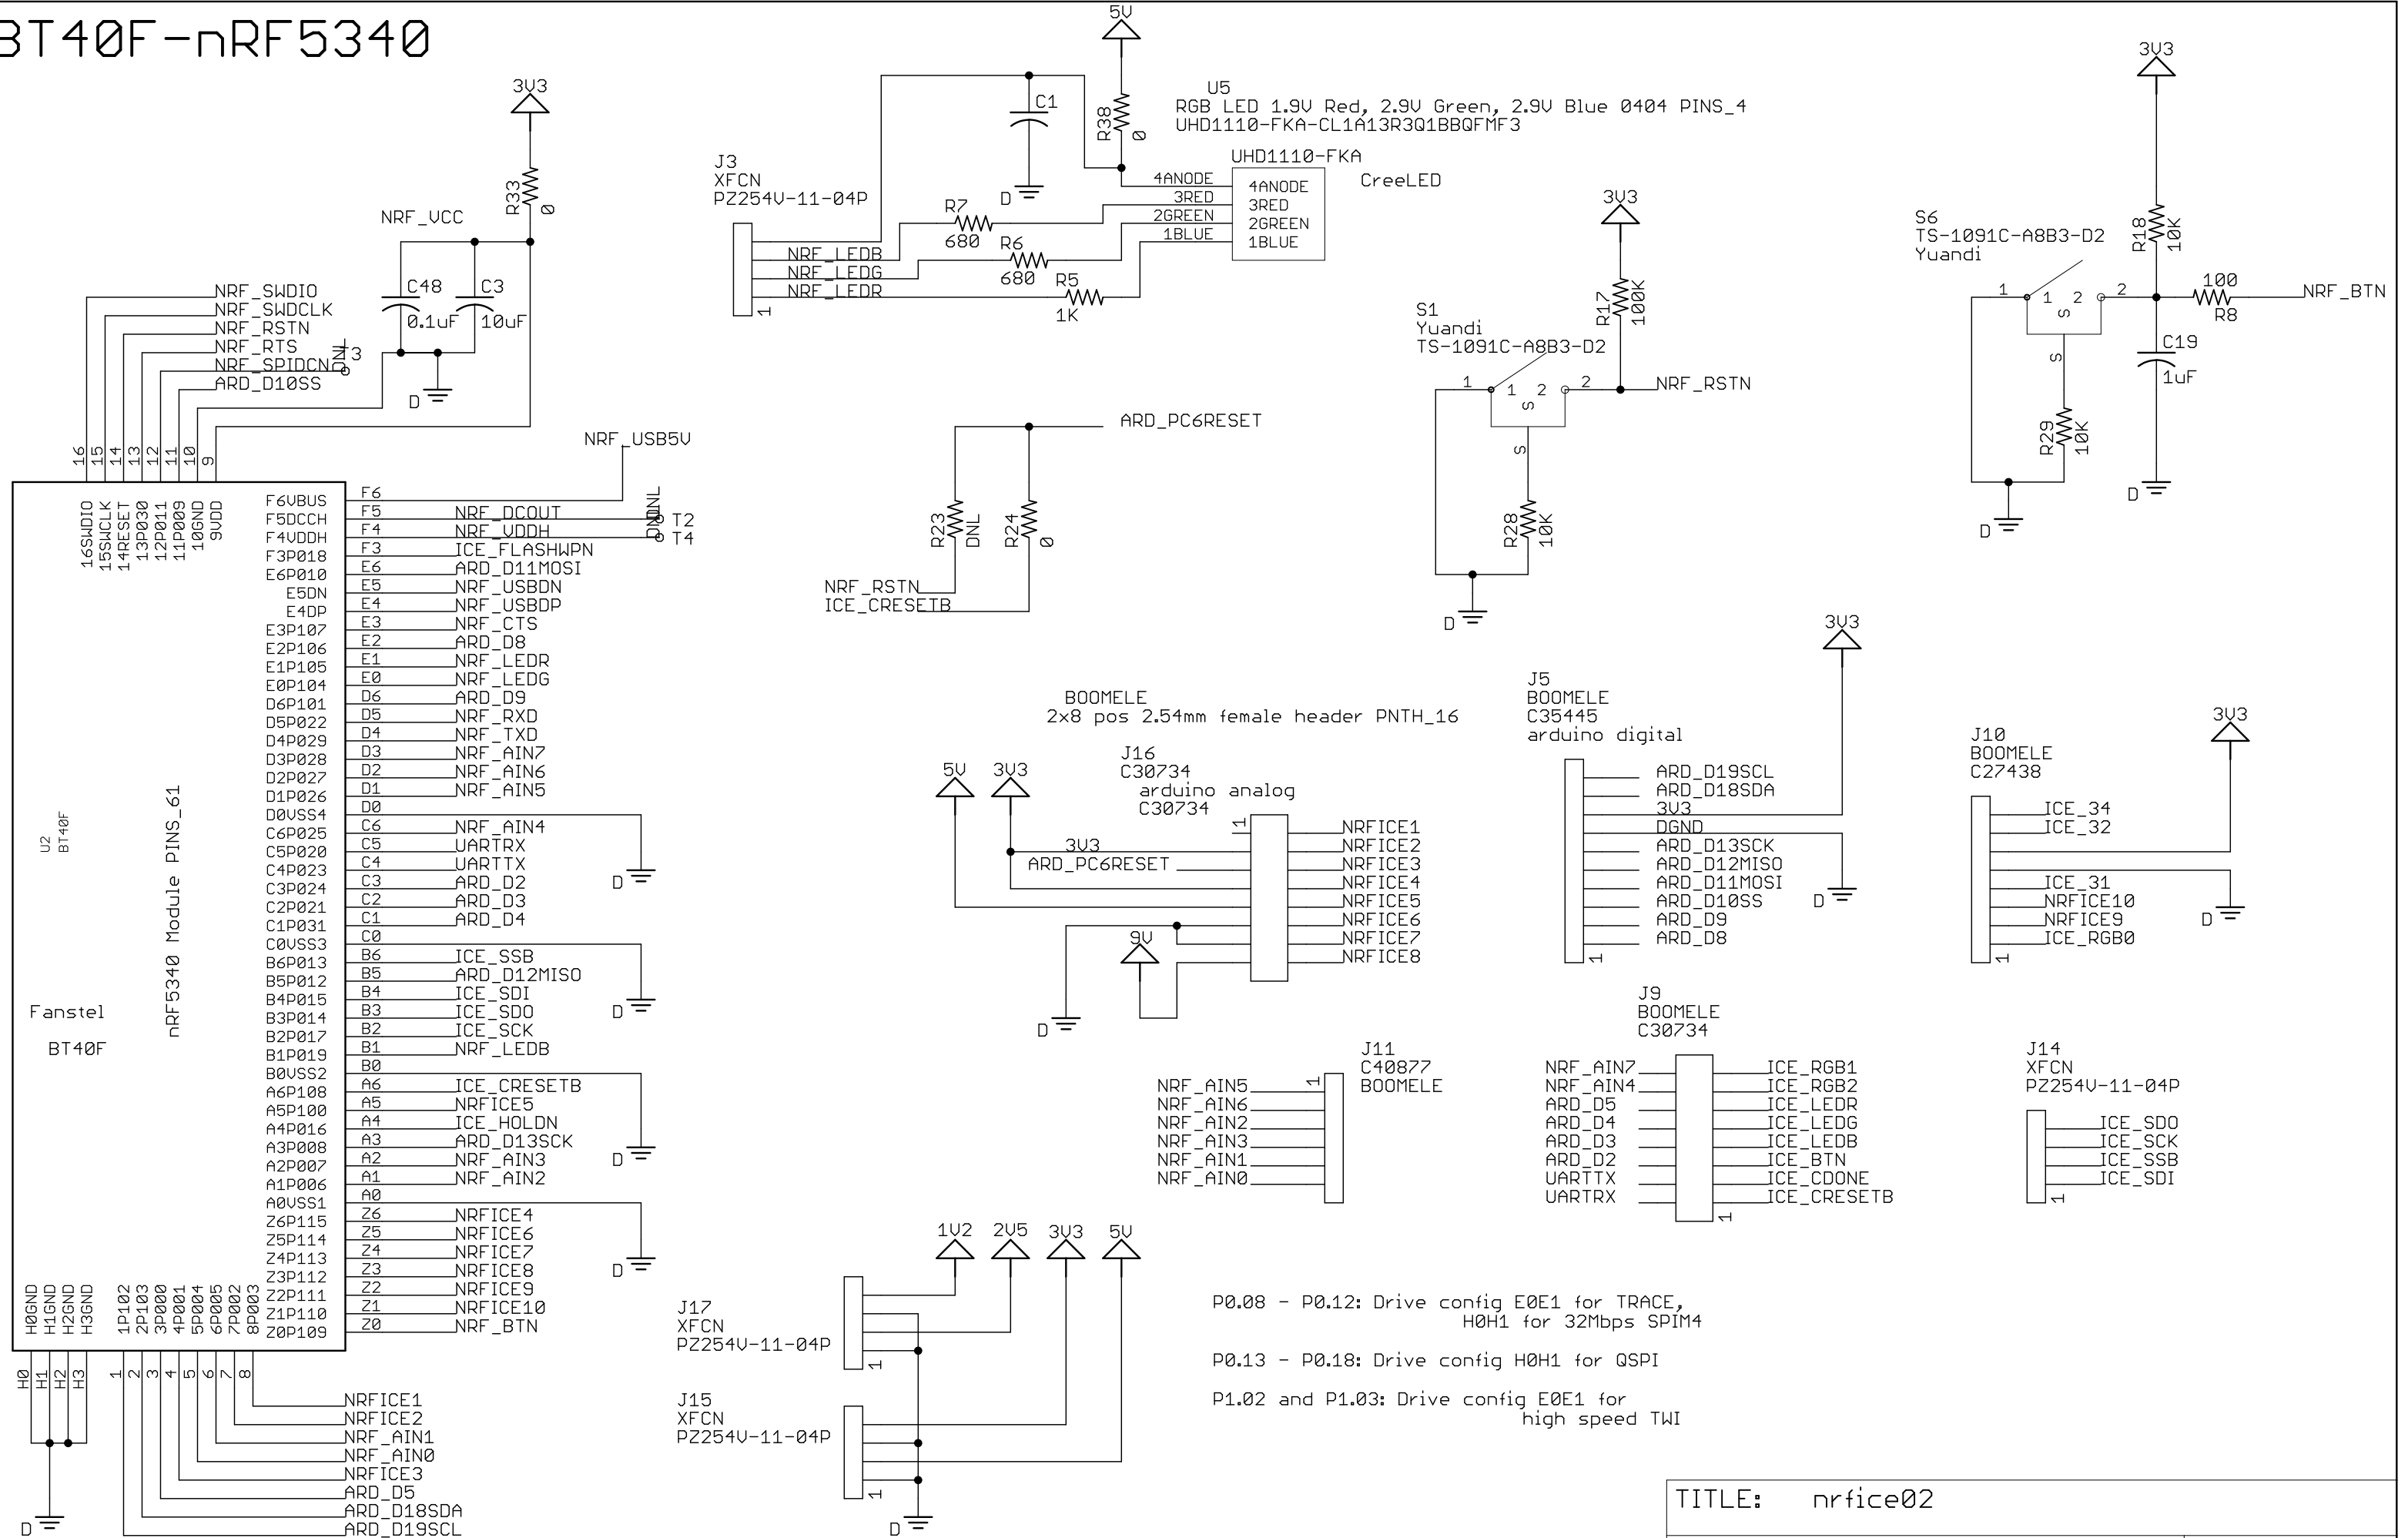 BT40F-nRF5340
3V3
R33
0
NRF_VCC
C48
0.1uF
C3
10uF
D
NRF_SWDIO
NRF_SWDCLK
NRF_RSTN
NRF_RTS
NRF_SPIDCN
ARD_D10SS
16
15
14
13
12
11
10
9
16SWDIO
15SWCLK
14RESET
13P030
12P011
11P009
10GND
9VDD
NRF_USB5V
F6VBUS F6
F5DCCH F5 NRF_DCOUT T2
F4VDDH F4 NRF_VDDH T4
F3P018 F3 ICE_FLASHWPN
E6P010 E6 ARD_D11MOSI
E5DN E5 NRF_USBDN
E4DP E4 NRF_USBDP
E3P107 E3 NRF_CTS
E2P106 E2 ARD_D8
E1P105 E1 NRF_LEDR
E0P104 E0 NRF_LEDG
D6P101 D6 ARD_D9
D5P022 D5 NRF_RXD
D4P029 D4 NRF_TXD
D3P028 D3 NRF_AIN7
D2P027 D2 NRF_AIN6
D1P026 D1 NRF_AIN5
D0VSS4 D0
C6P025 C6 NRF_AIN4
C5P020 C5 UARTRX
C4P023 C4 UARTTX
C3P024 C3 ARD_D2
C2P021 C2 ARD_D3
C1P031 C1 ARD_D4
C0VSS3 C0
B6P013 B6 ICE_SSB
B5P012 B5 ARD_D12MISO
B4P015 B4 ICE_SDI
B3P014 B3 ICE_SDO
B2P017 B2 ICE_SCK
B1P019 B1 NRF_LEDB
B0VSS2 B0
A6P108 A6 ICE_CRESETB
A5P100 A5 NRFICE5
A4P016 A4 ICE_HOLDN
A3P008 A3 ARD_D13SCK
A2P007 A2 NRF_AIN3
A1P006 A1 NRF_AIN2
A0VSS1 A0
Z6P115 Z6 NRFICE4
Z5P114 Z5 NRFICE6
Z4P113 Z4 NRFICE7
Z3P112 Z3 NRFICE8
Z2P111 Z2 NRFICE9
Z1P110 Z1 NRFICE10
Z0P109 Z0 NRF_BTN
D
D
D
D
U2
BT40F
nRF5340 Module PINS_61
Fanstel
BT40F
H0GND
H1GND
H2GND
H3GND
1P102
2P103
3P000
4P001
5P004
6P005
7P002
8P003
H0
H1
H2
H3
1
2
3
4
5
6
7
8
NRFICE1
NRFICE2
NRF_AIN1
NRF_AIN0
NRFICE3
ARD_D5
ARD_D18SDA
ARD_D19SCL
D
5V
C1
R38
0
D
U5
RGB LED 1.9V Red, 2.9V Green, 2.9V Blue 0404 PINS_4
UHD1110-FKA-CL1A13R3Q1BBQFMF3
UHD1110-FKA
CreeLED
4ANODE 4ANODE
3RED 3RED
2GREEN 2GREEN
1BLUE 1BLUE
J3
XFCN
PZ254V-11-04P
R7
680
R6
680
R5
1K
NRF_LEDB
NRF_LEDG
NRF_LEDR
1
ARD_PC6RESET
R23
DNL
R24
0
NRF_RSTN
ICE_CRESETB
3V3
R17
100K
S1
Yuandi
TS-1091C-A8B3-D2
1
1 2
2
S
S
NRF_RSTN
R28
10K
D
3V3
R18
10K
S6
TS-1091C-A8B3-D2
Yuandi
1
1 2
2
S
S
100
R8
NRF_BTN
C19
1uF
R29
10K
D
D
BOOMELE
2x8 pos 2.54mm female header PNTH_16
J16
C30734
arduino analog
C30734
5V
3V3
1
3V3
ARD_PC6RESET
9V
D
NRFICE1
NRFICE2
NRFICE3
NRFICE4
NRFICE5
NRFICE6
NRFICE7
NRFICE8
J5
BOOMELE
C35445
arduino digital
3V3
ARD_D19SCL
ARD_D18SDA
3V3
DGND
ARD_D13SCK
ARD_D12MISO
ARD_D11MOSI
ARD_D10SS
ARD_D9
ARD_D8
1
D
J10
BOOMELE
C27438
3V3
ICE_34
ICE_32
ICE_31
NRFICE10
NRFICE9
ICE_RGB0
1
D
J11
C40877
BOOMELE
1
NRF_AIN5
NRF_AIN6
NRF_AIN2
NRF_AIN3
NRF_AIN1
NRF_AIN0
J9
BOOMELE
C30734
NRF_AIN7 ICE_RGB1
NRF_AIN4 ICE_RGB2
ARD_D5 ICE_LEDR
ARD_D4 ICE_LEDG
ARD_D3 ICE_LEDB
ARD_D2 ICE_BTN
UARTTX ICE_CDONE
UARTRX ICE_CRESETB
1
J14
XFCN
PZ254V-11-04P
ICE_SDO
ICE_SCK
ICE_SSB
ICE_SDI
1
1V2
2V5
3V3
5V
J17
XFCN
PZ254V-11-04P
1
J15
XFCN
PZ254V-11-04P
1
D
P0.08 - P0.12: Drive config E0E1 for TRACE,
H0H1 for 32Mbps SPIM4
P0.13 - P0.18: Drive config H0H1 for QSPI
P1.02 and P1.03: Drive config E0E1 for
high speed TWI
TITLE: nrfice02